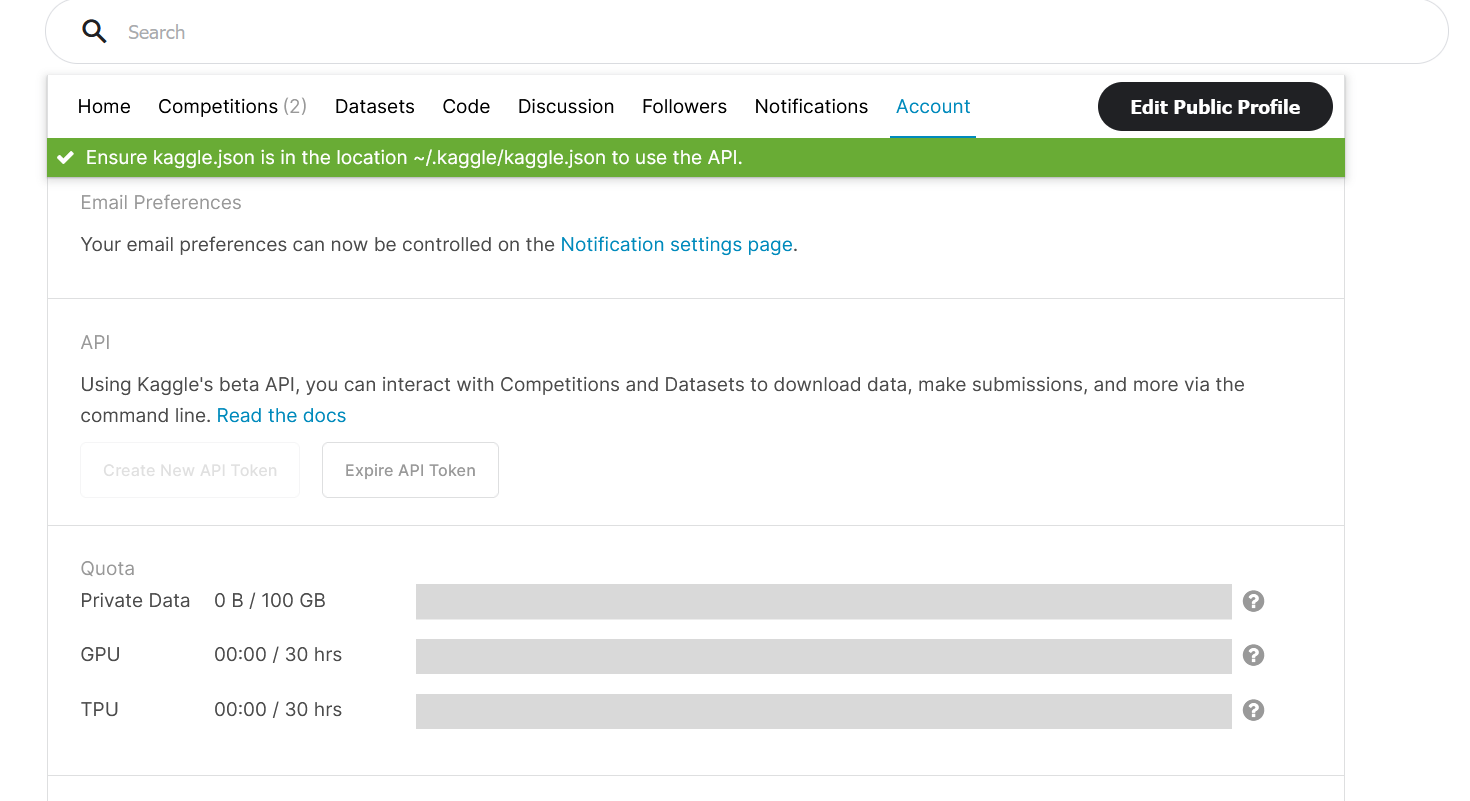 Search
Home Competitions (2) Datasets Code Discussion Followers Notifications Account Edit Public Profile
Ensure kaggle.json is in the location ~/.kaggle/kaggle.json to use the API.
Email Preferences
Your email preferences can now be controlled on the Notification settings page.
API
Using Kaggle's beta API, you can interact with Competitions and Datasets to download data, make submissions, and more via the
command line. Read the docs
Create New API Token Expire API Token
Quota
Private Data 0 B / 100 GB ?
GPU 00:00 / 30 hrs ?
TPU 00:00 / 30 hrs ?